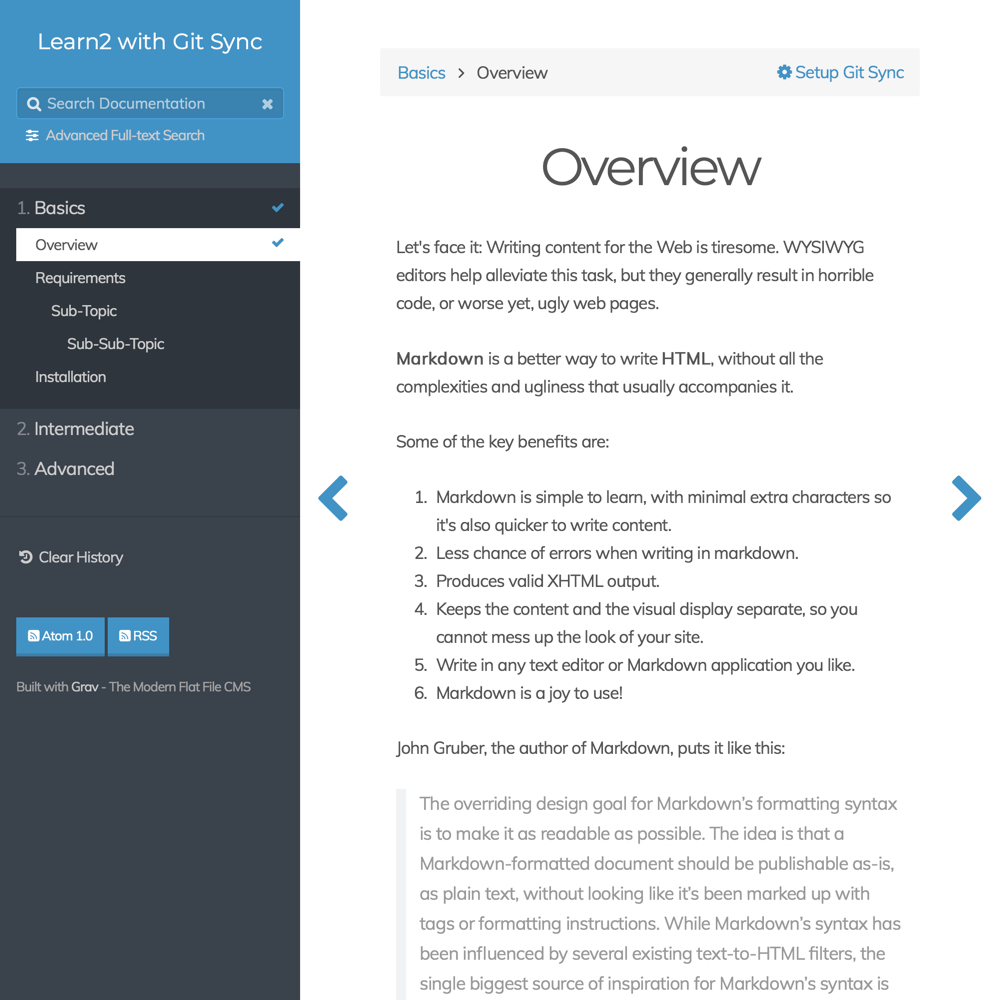 Learn2 with Git Sync
Search Documentation
Advanced Full-text Search
1. Basics
Overview
Requirements
Sub-Topic
Sub-Sub-Topic
Installation
2. Intermediate
3. Advanced
Clear History
Atom 1.0 RSS
Built with Grav - The Modern Flat File CMS
Basics > Overview Setup Git Sync
Overview
Let's face it: Writing content for the Web is tiresome. WYSIWYG
editors help alleviate this task, but they generally result in horrible
code, or worse yet, ugly web pages.
Markdown is a better way to write HTML, without all the
complexities and ugliness that usually accompanies it.
Some of the key benefits are:
1. Markdown is simple to learn, with minimal extra characters so
it's also quicker to write content.
2. Less chance of errors when writing in markdown.
3. Produces valid XHTML output.
4. Keeps the content and the visual display separate, so you
cannot mess up the look of your site.
5. Write in any text editor or Markdown application you like.
6. Markdown is a joy to use!
John Gruber, the author of Markdown, puts it like this:
The overriding design goal for Markdown’s formatting syntax
is to make it as readable as possible. The idea is that a
Markdown-formatted document should be publishable as-is,
as plain text, without looking like it’s been marked up with
tags or formatting instructions. While Markdown’s syntax has
been influenced by several existing text-to-HTML filters, the
single biggest source of inspiration for Markdown’s syntax is